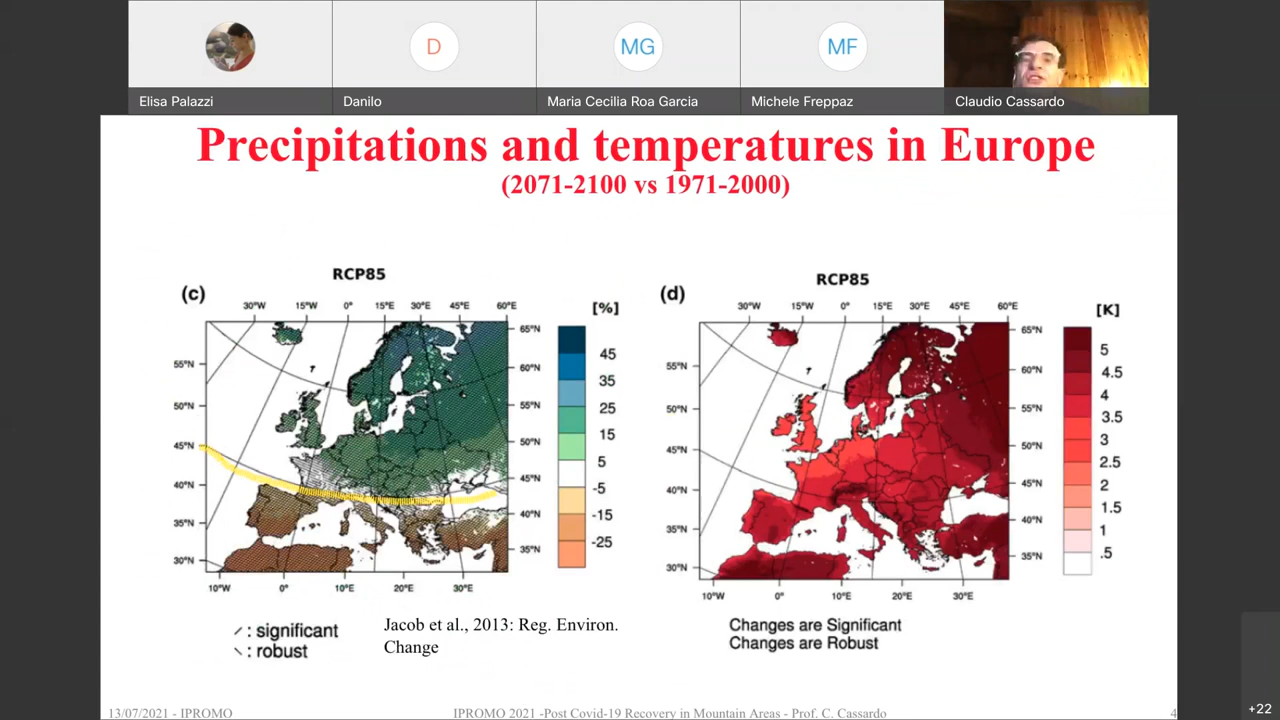 D
MG
MF
Elisa Palazzi
Danilo
Maria Cecilia Roa Garcia
Michele Freppaz
Claudio Cassardo
Precipitations and temperatures in Europe
(2071-2100 vs 1971-2000)
RCP85
(c)
30°W 15°W 0° 15°E 30°E 45°E 60°E
[%]
65°N
55°N
60°N
50°N
55°N
45°N
50°N
40°N
45°N
35°N
40°N
30°N
35°N
10°W 0° 10°E 20°E 30°E
45
35
25
15
5
-5
-15
-25
RCP85
(d)
30°W 15°W 0° 15°E 30°E 45°E 60°E
[K]
65°N
55°N
60°N
50°N
55°N
45°N
50°N
40°N
45°N
35°N
40°N
30°N
35°N
10°W 0° 10°E 20°E 30°E
5
4.5
4
3.5
3
2.5
2
1.5
1
.5
: significant
: robust
Jacob et al., 2013: Reg. Environ.
Change
Changes are Significant
Changes are Robust
13/07/2021 - IPROMO
IPROMO 2021 -Post Covid-19 Recovery in Mountain Areas - Prof. C. Cassardo
4
+22